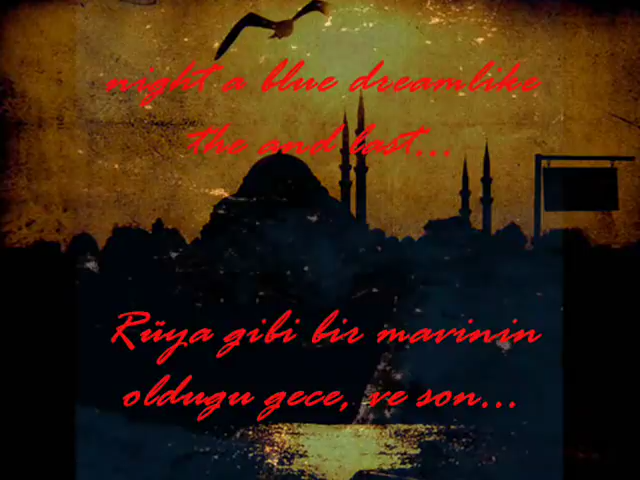 night a blue dreamlike
the and last...
Rüya gibi bir mavinin
oldugu gece, ve son...